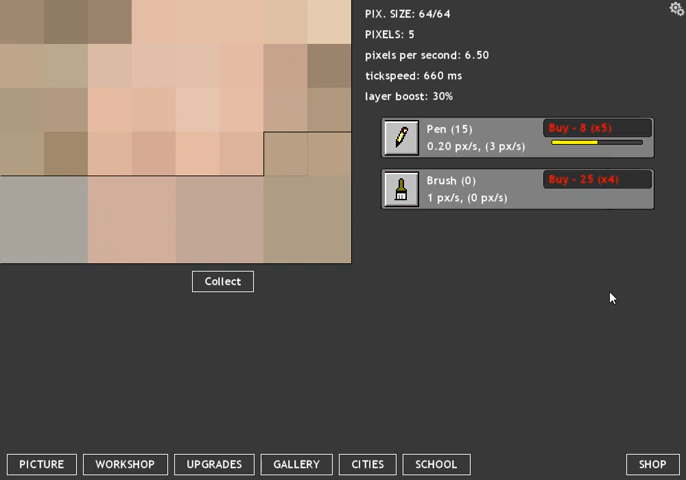 PIX. SIZE: 64/64
PIXELS: 5
pixels per second: 6.50
tickspeed: 660 ms
layer boost: 30%
Pen (15)
Buy - 8 (x5)
0.20 px/s, (3 px/s)
Brush (0)
Buy - 25 (x4)
1 px/s, (0 px/s)
Collect
PICTURE
WORKSHOP
UPGRADES
GALLERY
CITIES
SCHOOL
SHOP